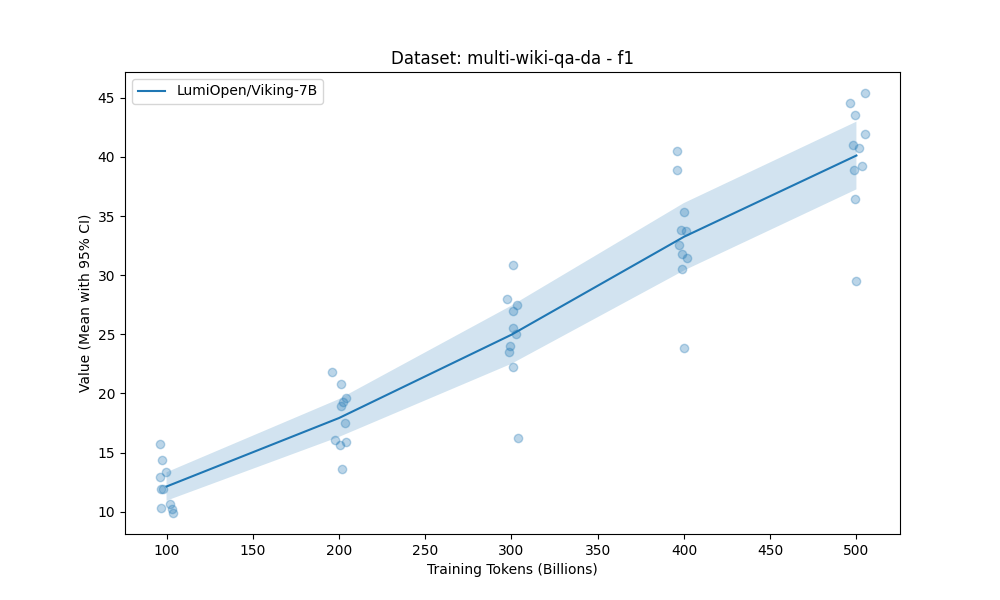 Dataset: multi-wiki-qa-da - f1
LumiOpen/Viking-7B
Value (Mean with 95% CI)
45
40
35
30
25
20
15
10
100 150 200 250 300 350 400 450 500
Training Tokens (Billions)